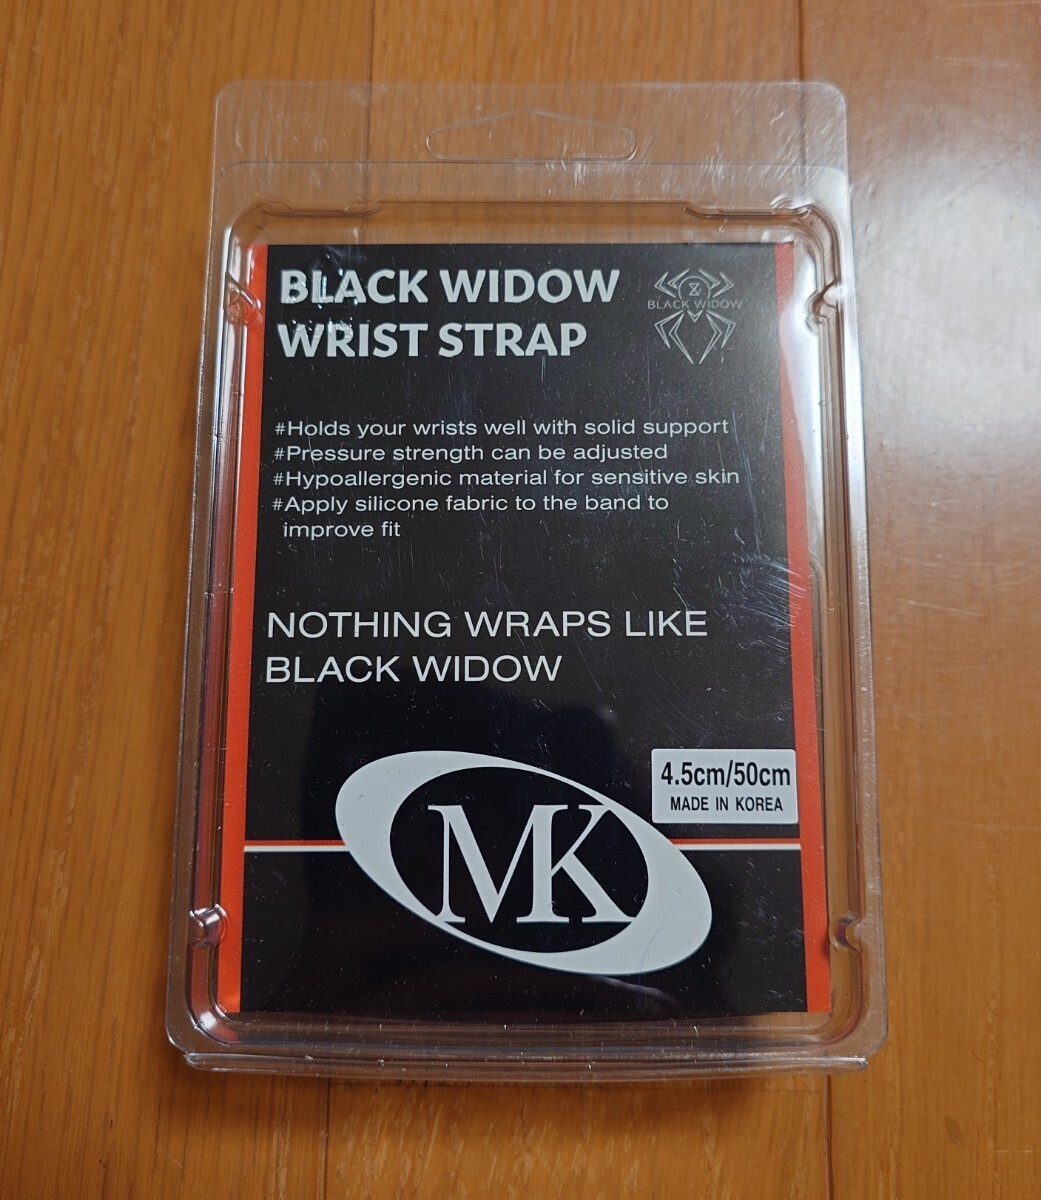 BLACK WIDOW
WRIST STRAP
BLACK WIDOW
#Holds your wrists well with solid support
#Pressure strength can be adjusted
#Hypoallergenic material for sensitive skin
#Apply silicone fabric to the band to
improve fit
NOTHING WRAPS LIKE
BLACK WIDOW
4.5cm/50cm
MADE IN KOREA
MK